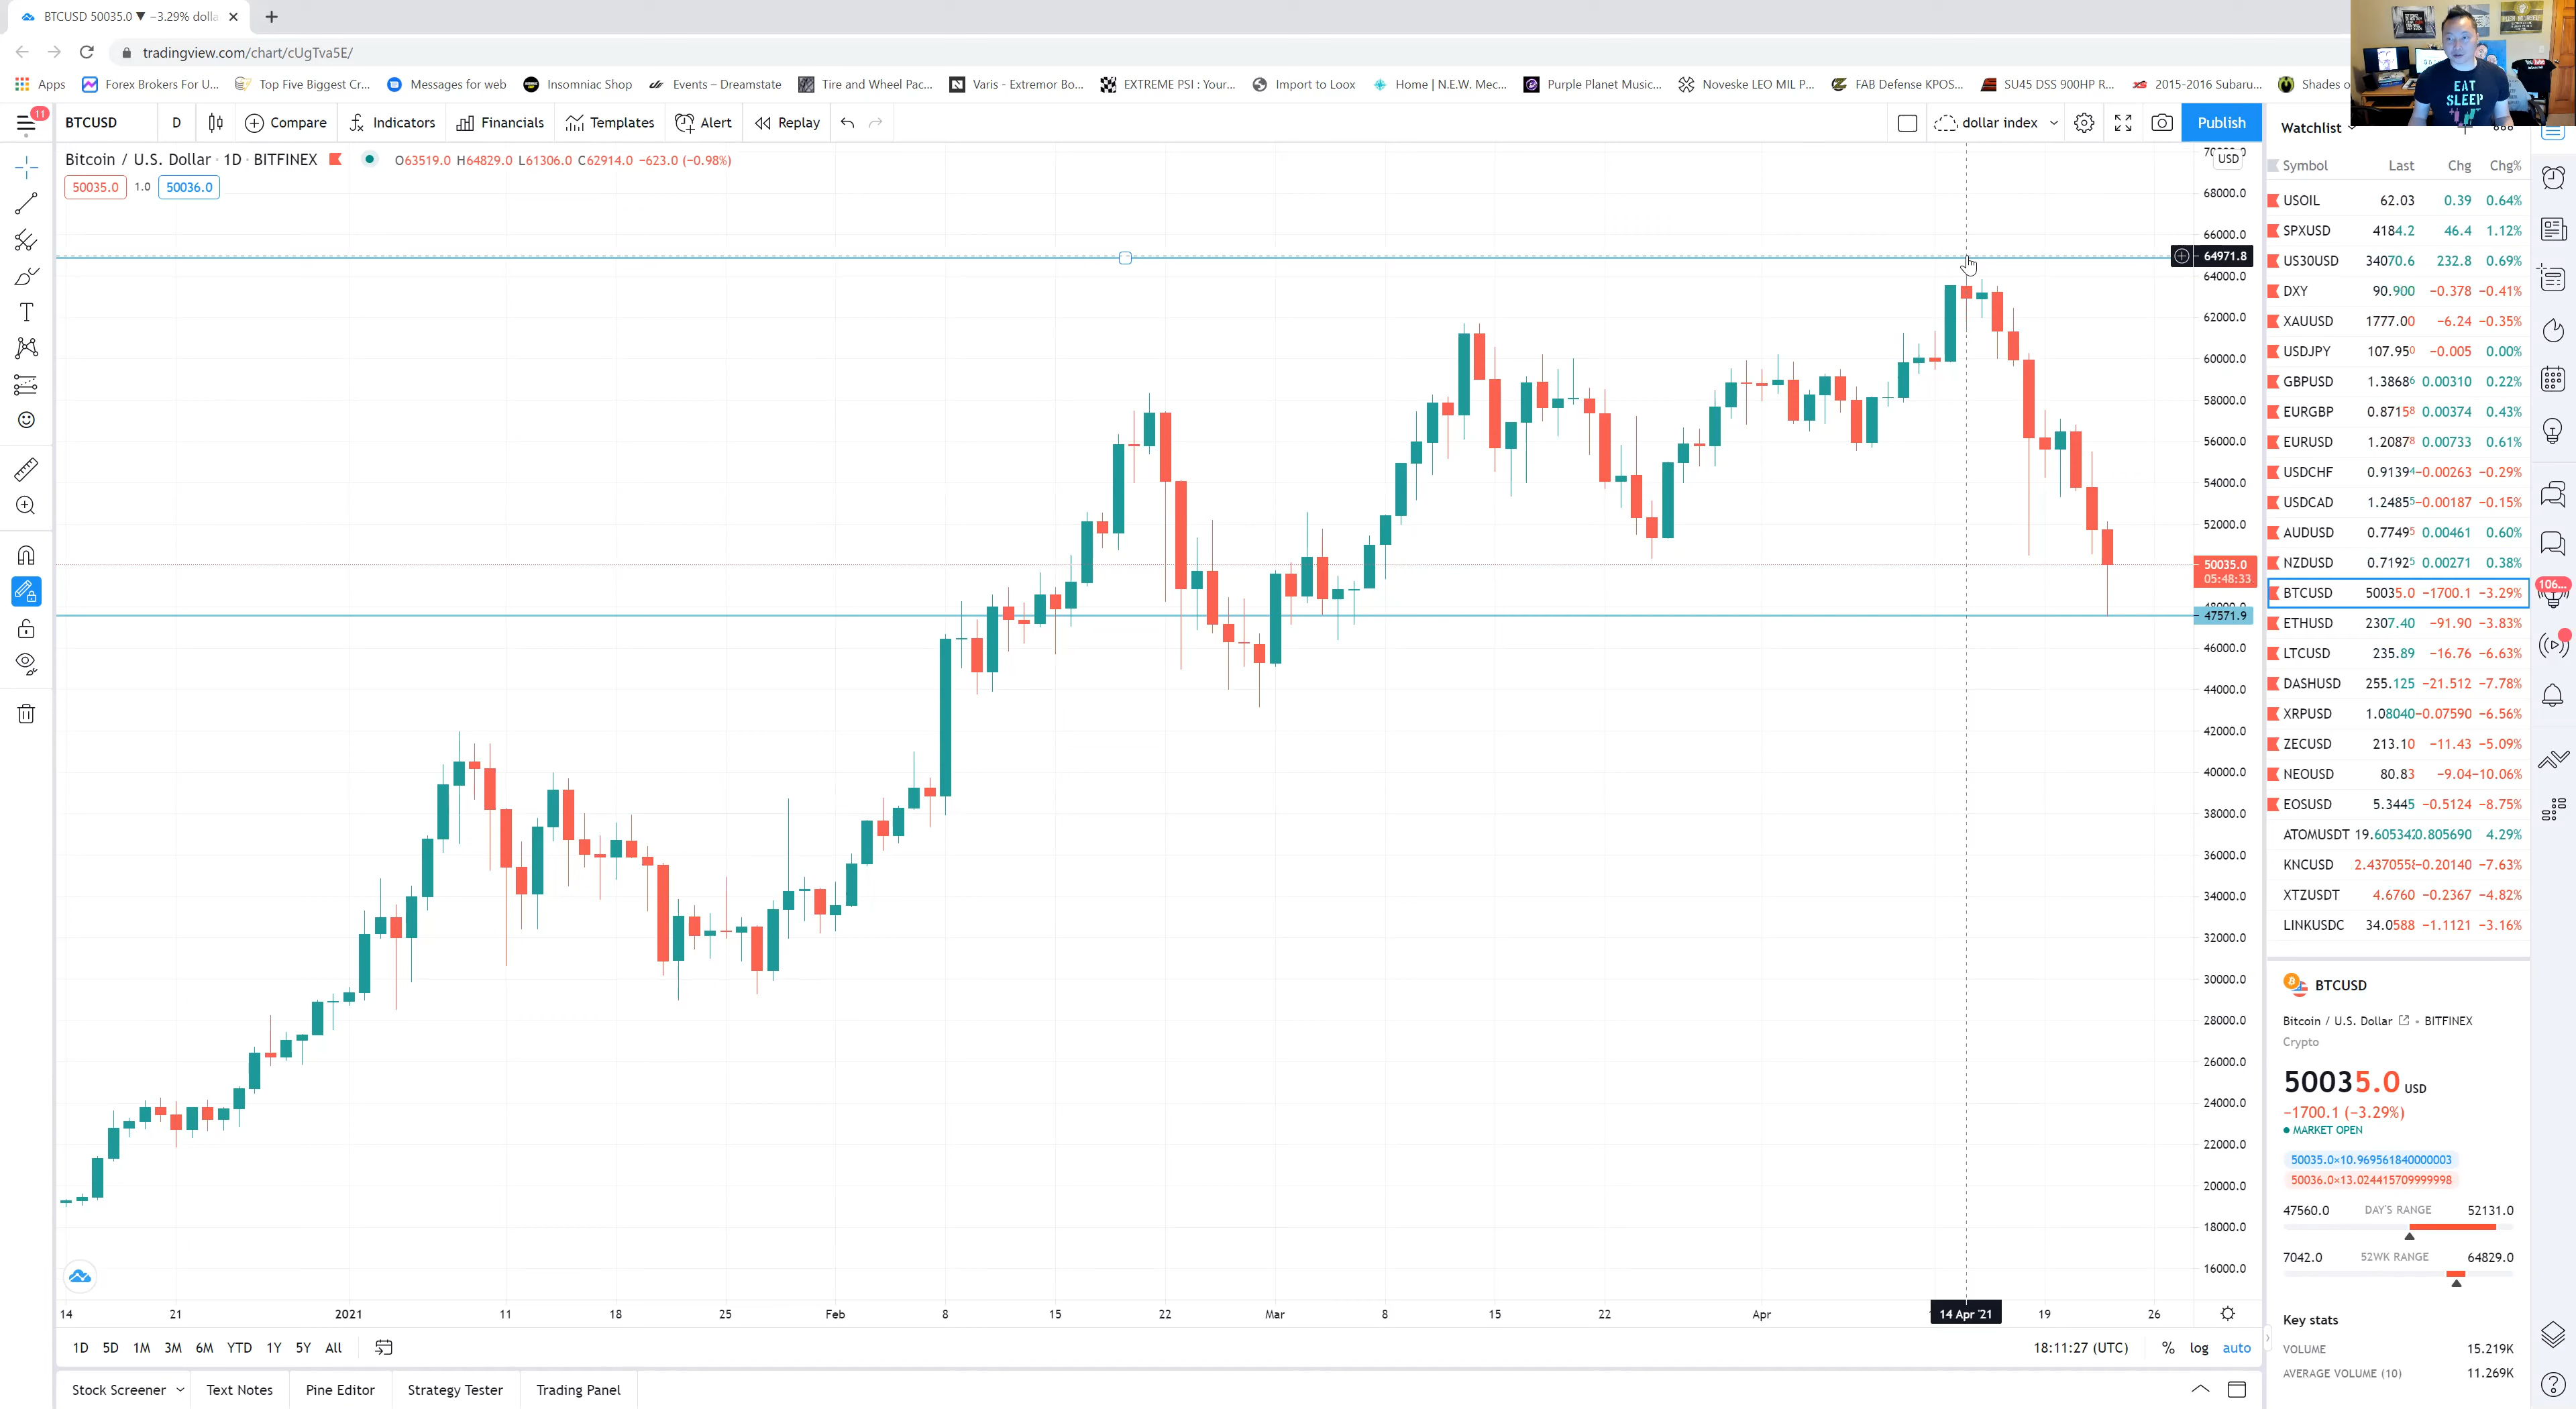 BTCUSD 50035.0 ▼ −3.29% dolla
tradingview.com/chart/cUgTva5E/
Apps Forex Brokers For U... Top Five Biggest Cr... Messages for web Insomniac Shop Events – Dreamstate Tire and Wheel Pac... Varis - Extremor Bo... EXTREME PSI : Your... Import to Loox Home | N.E.W. Mec... Purple Planet Music... Noveske LEO MIL P... FAB Defense KPOS... SU45 DSS 900HP R... 2015-2016 Subaru... Shades o
EAT
SLEEP
11
BTCUSD D Compare Indicators Financials Templates Alert Replay dollar index Publish
Bitcoin / U.S. Dollar · 1D · BITFINEX O63519.0 H64829.0 L61306.0 C62914.0 −623.0 (−0.98%)
50035.0 1.0 50036.0
USD
68000.0
66000.0
64971.8
64000.0
62000.0
60000.0
58000.0
56000.0
54000.0
52000.0
50035.0
05:48:33
48000.0
47571.9
46000.0
44000.0
42000.0
40000.0
38000.0
36000.0
34000.0
32000.0
30000.0
28000.0
26000.0
24000.0
22000.0
20000.0
18000.0
16000.0
14 21 2021 11 18 25 Feb 8 15 22 Mar 8 15 22 Apr 14 Apr '21 19 26
1D 5D 1M 3M 6M YTD 1Y 5Y All 18:11:27 (UTC) % log auto
Stock Screener Text Notes Pine Editor Strategy Tester Trading Panel
Watchlist
Symbol Last Chg Chg%
USOIL 62.03 0.39 0.64%
SPXUSD 4184.2 46.4 1.12%
US30USD 34070.6 232.8 0.69%
DXY 90.900 −0.378 −0.41%
XAUUSD 1777.00 −6.24 −0.35%
USDJPY 107.950 −0.005 0.00%
GBPUSD 1.38686 0.00310 0.22%
EURGBP 0.87158 0.00374 0.43%
EURUSD 1.20878 0.00733 0.61%
USDCHF 0.91394 −0.00263 −0.29%
USDCAD 1.24855 −0.00187 −0.15%
AUDUSD 0.77495 0.00461 0.60%
NZDUSD 0.71925 0.00271 0.38%
BTCUSD 50035.0 −1700.1 −3.29%
106...
ETHUSD 2307.40 −91.90 −3.83%
LTCUSD 235.89 −16.76 −6.63%
DASHUSD 255.125 −21.512 −7.78%
XRPUSD 1.08040 −0.07590 −6.56%
ZECUSD 213.10 −11.43 −5.09%
NEOUSD 80.83 −9.04 −10.06%
EOSUSD 5.3445 −0.5124 −8.75%
ATOMUSDT 19.605342 0.805690 4.29%
KNCUSD 2.437055 −0.20140 −7.63%
XTZUSDT 4.6760 −0.2367 −4.82%
LINKUSDC 34.0588 −1.1121 −3.16%
BTCUSD
Bitcoin / U.S. Dollar • BITFINEX
Crypto
50035.0 USD
−1700.1 (−3.29%)
MARKET OPEN
50035.0×10.969561840000003
50036.0×13.024415709999998
47560.0 DAY'S RANGE 52131.0
7042.0 52WK RANGE 64829.0
Key stats
VOLUME 15.219K
AVERAGE VOLUME (10) 11.269K